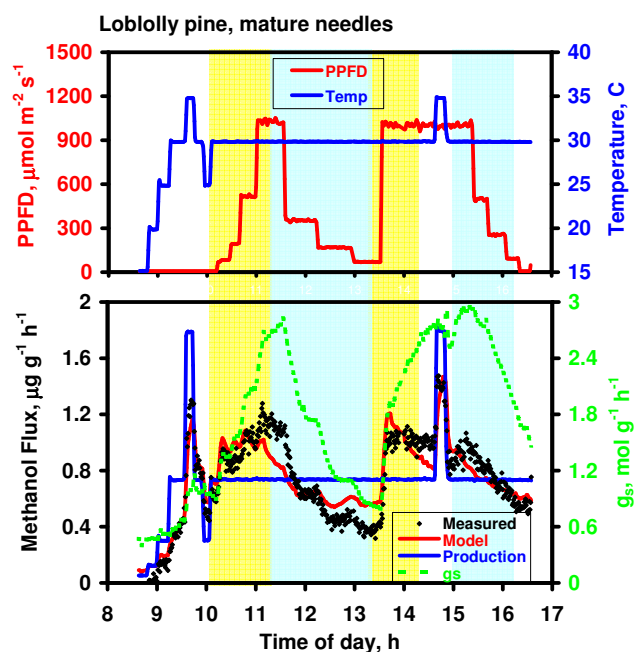 Loblolly pine, mature needles
PPFD, µmol m⁻² s⁻¹
1500
1200
900
600
300
0
PPFD
Temp
40
35
30
25
20
15
Temperature, C
Methanol Flux, µg g⁻¹ h⁻¹
2
1.6
1.2
0.8
0.4
0
Measured
Model
Production
gs
3
2.4
1.8
1.2
0.6
0
gs, mol g⁻¹ h⁻¹
8 9 10 11 12 13 14 15 16 17
Time of day, h